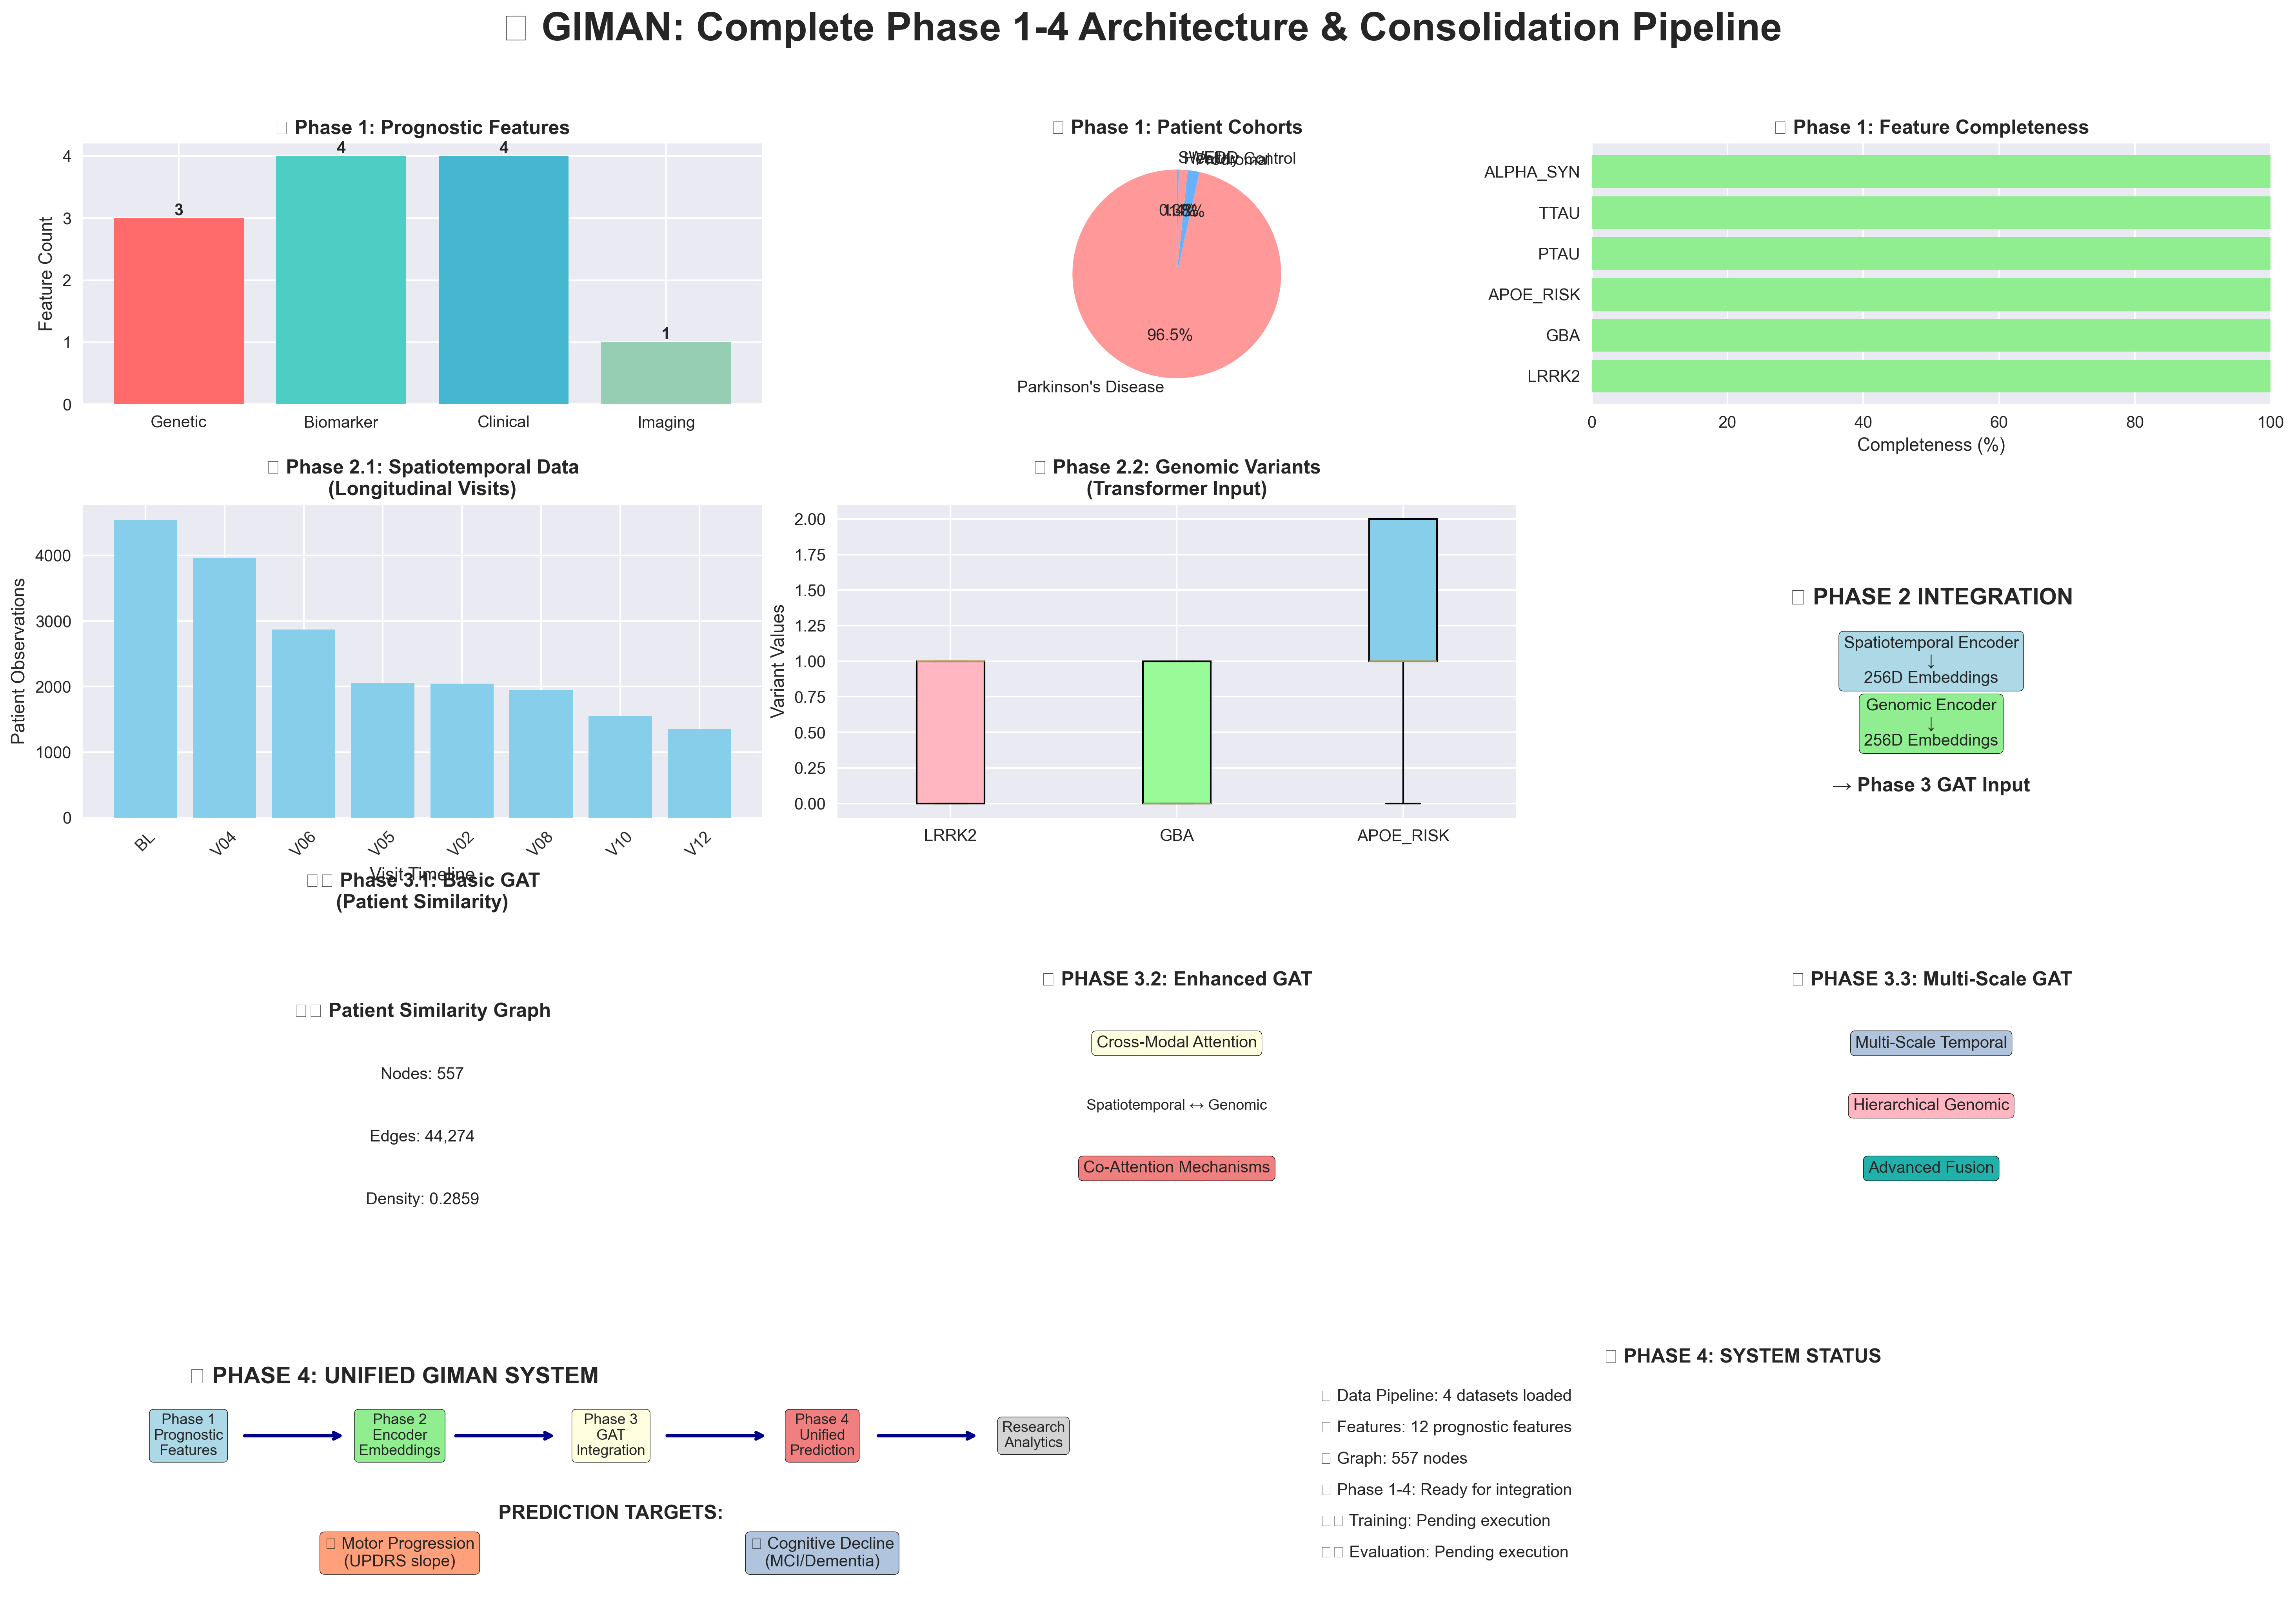 GIMAN: Complete Phase 1-4 Architecture & Consolidation Pipeline
Phase 1: Prognostic Features
Feature Count
4
3
2
1
0
3
4
4
1
Genetic
Biomarker
Clinical
Imaging
Phase 1: Patient Cohorts
Control
96.5%
Parkinson's Disease
Phase 1: Feature Completeness
ALPHA_SYN
TTAU
PTAU
APOE_RISK
GBA
LRRK2
0
20
40
60
80
100
Completeness (%)
Phase 2.1: Spatiotemporal Data
(Longitudinal Visits)
Patient Observations
4000
3000
2000
1000
0
BL
V04
V06
V05
V02
V08
V10
V12
Visit Timeline
Phase 2.2: Genomic Variants
(Transformer Input)
Variant Values
2.00
1.75
1.50
1.25
1.00
0.75
0.50
0.25
0.00
LRRK2
GBA
APOE_RISK
PHASE 2 INTEGRATION
Spatiotemporal Encoder
↓
256D Embeddings
Genomic Encoder
↓
256D Embeddings
→ Phase 3 GAT Input
Phase 3.1: Basic GAT
(Patient Similarity)
Patient Similarity Graph
Nodes: 557
Edges: 44,274
Density: 0.2859
PHASE 3.2: Enhanced GAT
Cross-Modal Attention
Spatiotemporal ↔ Genomic
Co-Attention Mechanisms
PHASE 3.3: Multi-Scale GAT
Multi-Scale Temporal
Hierarchical Genomic
Advanced Fusion
PHASE 4: UNIFIED GIMAN SYSTEM
Phase 1
Prognostic
Features
Phase 2
Encoder
Embeddings
Phase 3
GAT
Integration
Phase 4
Unified
Prediction
Research
Analytics
PREDICTION TARGETS:
Motor Progression
(UPDRS slope)
Cognitive Decline
(MCI/Dementia)
PHASE 4: SYSTEM STATUS
Data Pipeline: 4 datasets loaded
Features: 12 prognostic features
Graph: 557 nodes
Phase 1-4: Ready for integration
Training: Pending execution
Evaluation: Pending execution